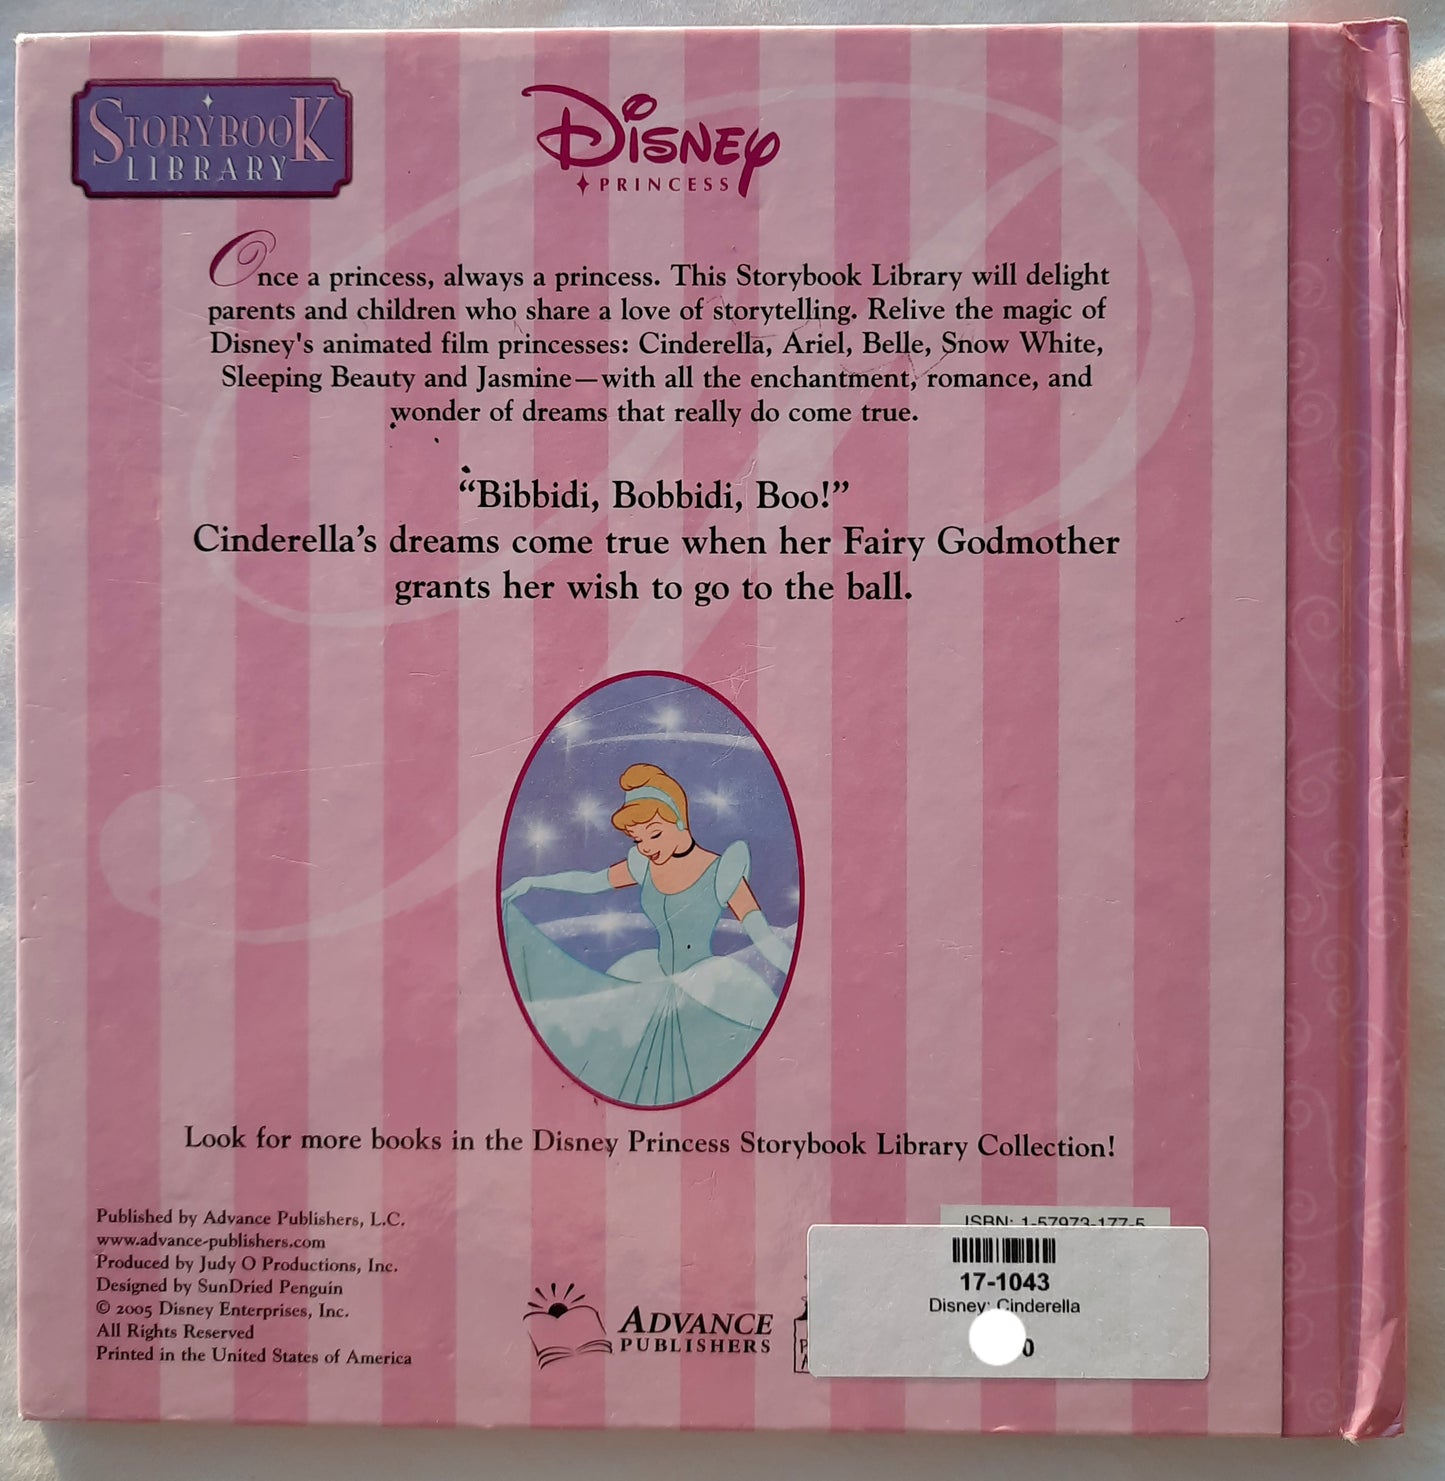 STORYBOOK
LIBRARY
Disney
PRINCESS
Once a princess, always a princess. This Storybook Library will delight
parents and children who share a love of storytelling. Relive the magic of
Disney's animated film princesses: Cinderella, Ariel, Belle, Snow White,
Sleeping Beauty and Jasmine—with all the enchantment, romance, and
wonder of dreams that really do come true.
“Bibbidi, Bobbidi, Boo!”
Cinderella’s dreams come true when her Fairy Godmother
grants her wish to go to the ball.
Look for more books in the Disney Princess Storybook Library Collection!
Published by Advance Publishers, L.C.
www.advance-publishers.com
Produced by Judy O Productions, Inc.
Designed by SunDried Penguin
© 2005 Disney Enterprises, Inc.
All Rights Reserved
Printed in the United States of America
ADVANCE
PUBLISHERS
ISBN: 1-57973-177-5
17-1043
Disney: Cinderella
0